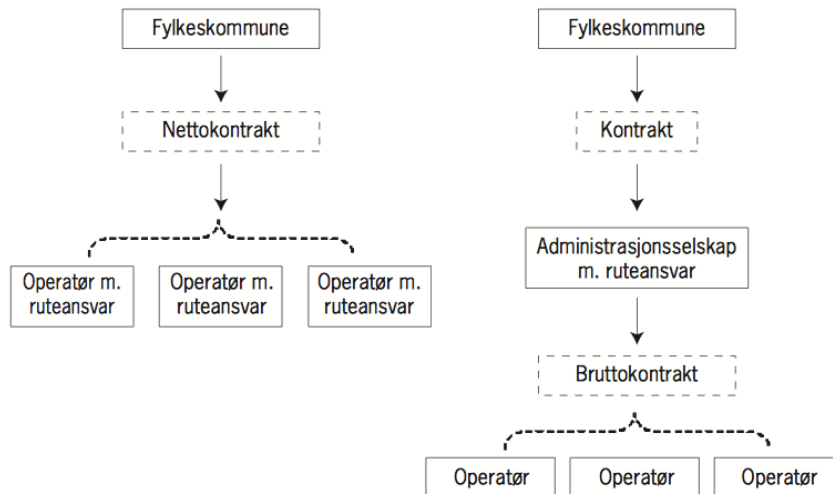 Fylkeskommune
Nettokontrakt
Operatør m.
ruteansvar
Operatør m.
ruteansvar
Operatør m.
ruteansvar
Fylkeskommune
Kontrakt
Administrasjonsselskap
m. ruteansvar
Bruttokontrakt
Operatør
Operatør
Operatør